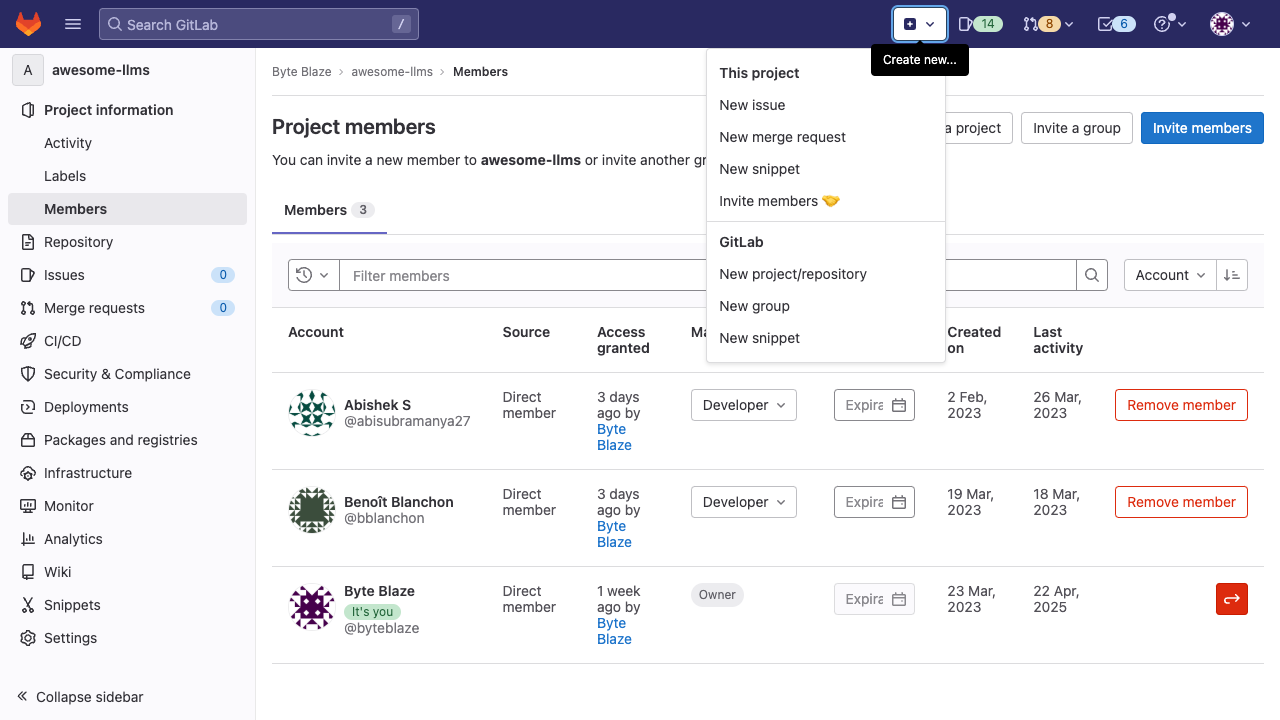 Search GitLab
/
14
8
6
Create new...
A
awesome-llms
Project information
Activity
Labels
Members
Repository
Issues
0
Merge requests
0
CI/CD
Security & Compliance
Deployments
Packages and registries
Infrastructure
Monitor
Analytics
Wiki
Snippets
Settings
Collapse sidebar
Byte Blaze
awesome-llms
Members
Project members
a project
Invite a group
Invite members
You can invite a new member to awesome-llms or invite another
Members 3
This project
New issue
New merge request
New snippet
Invite members 🤝
GitLab
New project/repository
New group
New snippet
Filter members
Account
Account
Source
Access
granted
Created
on
Last
activity
Abishek S
@abisubramanya27
Direct
member
3 days
ago by
Byte
Blaze
Developer
Expira
2 Feb,
2023
26 Mar,
2023
Remove member
Benoît Blanchon
@bblanchon
Direct
member
3 days
ago by
Byte
Blaze
Developer
Expira
19 Mar,
2023
18 Mar,
2023
Remove member
Byte Blaze
It's you
@byteblaze
Direct
member
1 week
ago by
Byte
Blaze
Owner
Expira
23 Mar,
2023
22 Apr,
2025